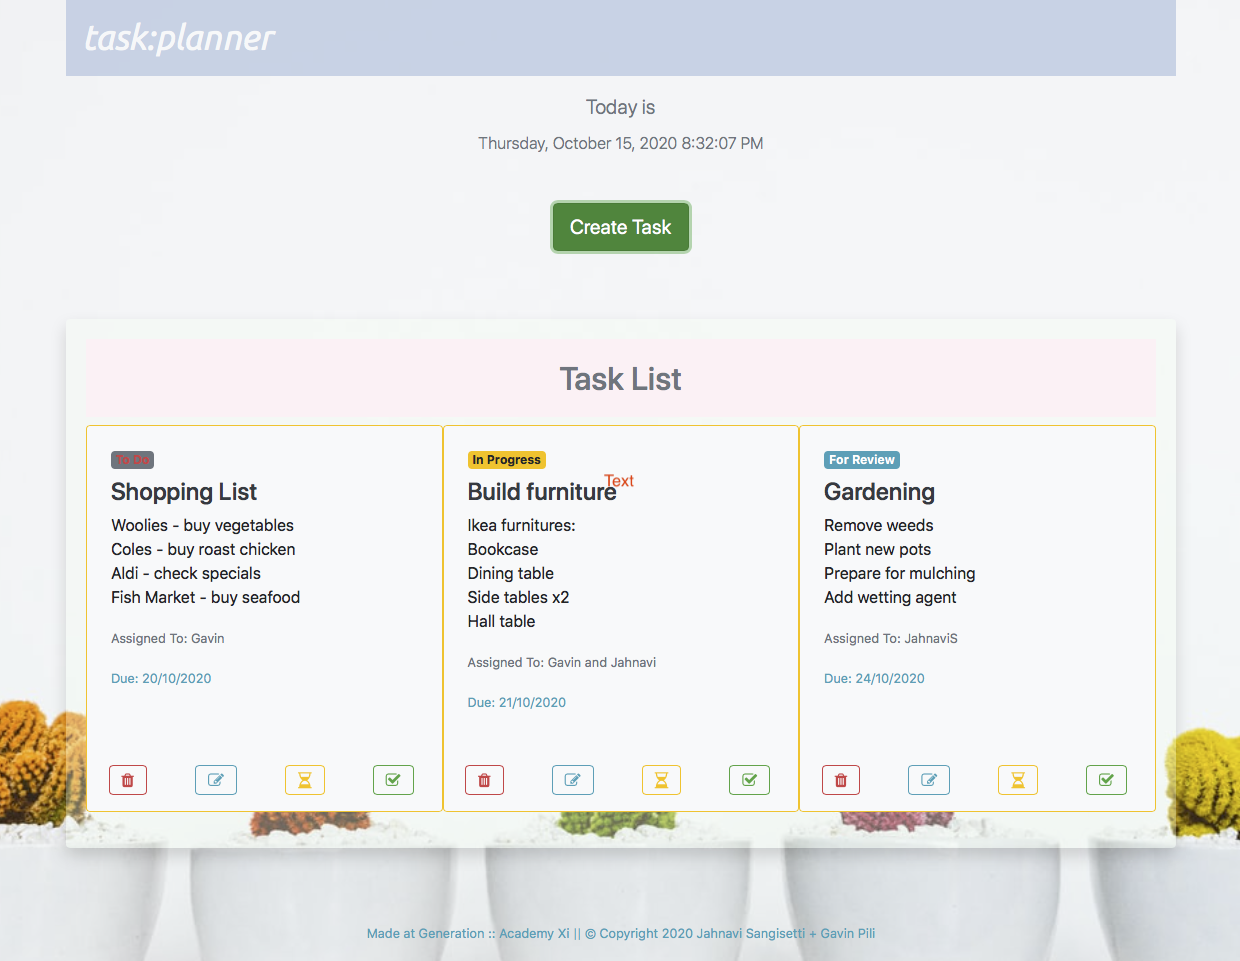 task:planner
Today is
Thursday, October 15, 2020 8:32:07 PM
Create Task
Task List
To Do
Shopping List
Woolies - buy vegetables
Coles - buy roast chicken
Aldi - check specials
Fish Market - buy seafood
Assigned To: Gavin
Due: 20/10/2020
In Progress
Text
Build furniture
Ikea furnitures:
Bookcase
Dining table
Side tables x2
Hall table
Assigned To: Gavin and Jahnavi
Due: 21/10/2020
For Review
Gardening
Remove weeds
Plant new pots
Prepare for mulching
Add wetting agent
Assigned To: JahnaviS
Due: 24/10/2020
Made at Generation :: Academy Xi || © Copyright 2020 Jahnavi Sangisetti + Gavin Pili